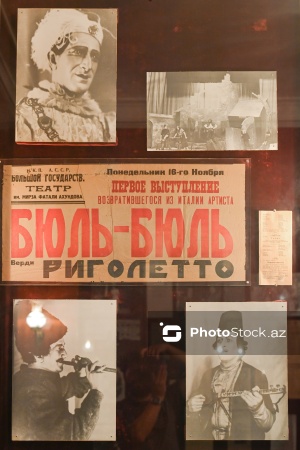 Н.К.П. А.С.С.Р.
БОЛЬШОЙ ГОСУДАРСТВ.
ТЕАТР
им. МИРЗА ФАТАЛИ АХУНДОВА
Понедельник 16-го Ноября
ПЕРВОЕ ВЫСТУПЛЕНИЕ
ВОЗВРАТИВШЕГОСЯ ИЗ ИТАЛИИ АРТИСТА
БЮЛЬ-БЮЛЬ
Верди РИГОЛЕТТО
PhotoStock.az